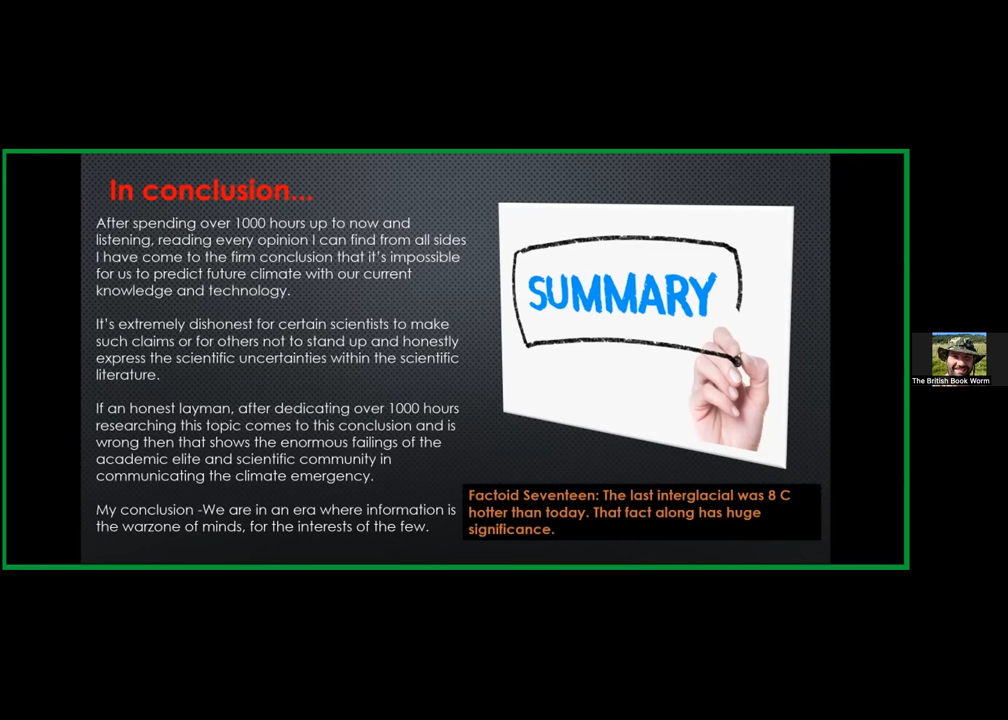 In conclusion...
After spending over 1000 hours up to now and
listening, reading every opinion I can find from all sides
I have come to the firm conclusion that it's impossible
for us to predict future climate with our current
knowledge and technology.
It's extremely dishonest for certain scientists to make
such claims or for others not to stand up and honestly
express the scientific uncertainties within the scientific
literature.
If an honest layman, after dedicating over 1000 hours
researching this topic comes to this conclusion and is
wrong then that shows the enormous failings of the
academic elite and scientific community in
communicating the climate emergency.
My conclusion -We are in an era where information is
the warzone of minds, for the interests of the few.
SUMMARY
Factoid Seventeen: The last interglacial was 8 C
hotter than today. That fact along has huge
significance.
The British Book Worm